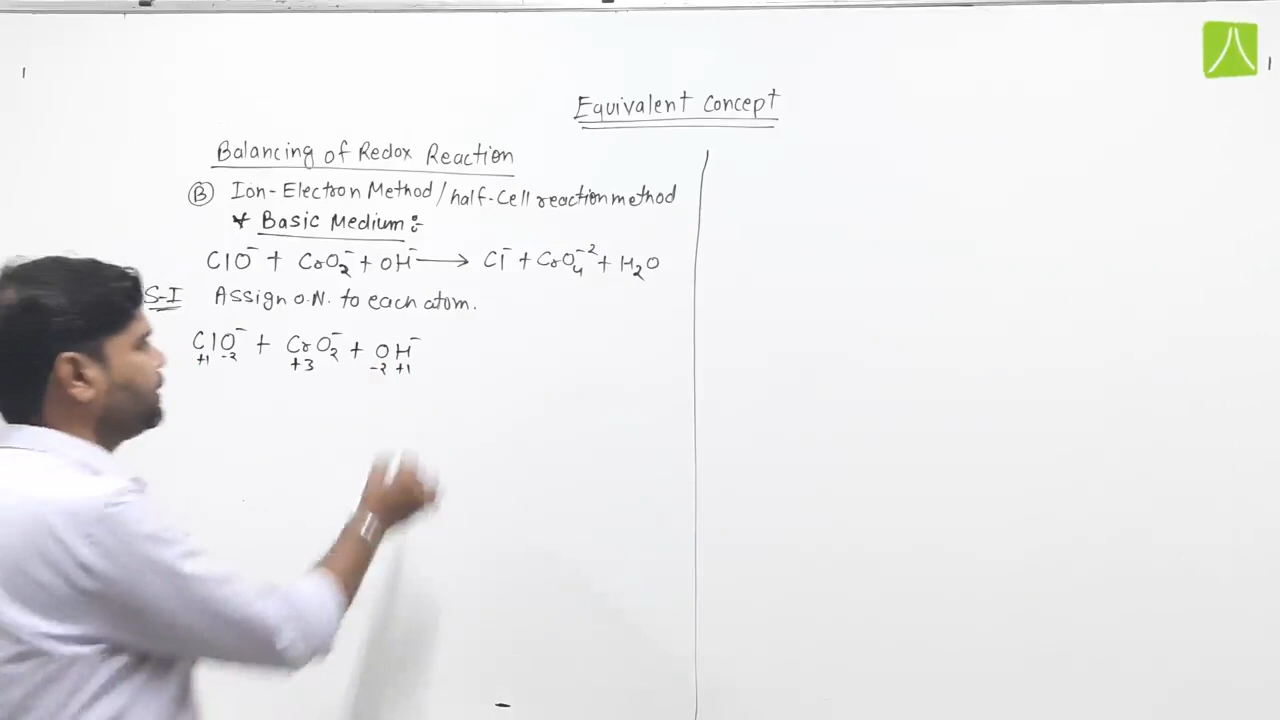 Equivalent Concept
Balancing of Redox Reaction
Ⓑ Ion-Electron Method/half-Cell reaction method
* Basic Medium:-
ClO⁻ + CrO₂⁻ + OH⁻ ⟶ Cl⁻ + CrO₄⁻² + H₂O
S-I Assign O.N. to each atom.
ClO⁻ + CrO₂⁻ + OH⁻
+1 -2 +3 -2 +1